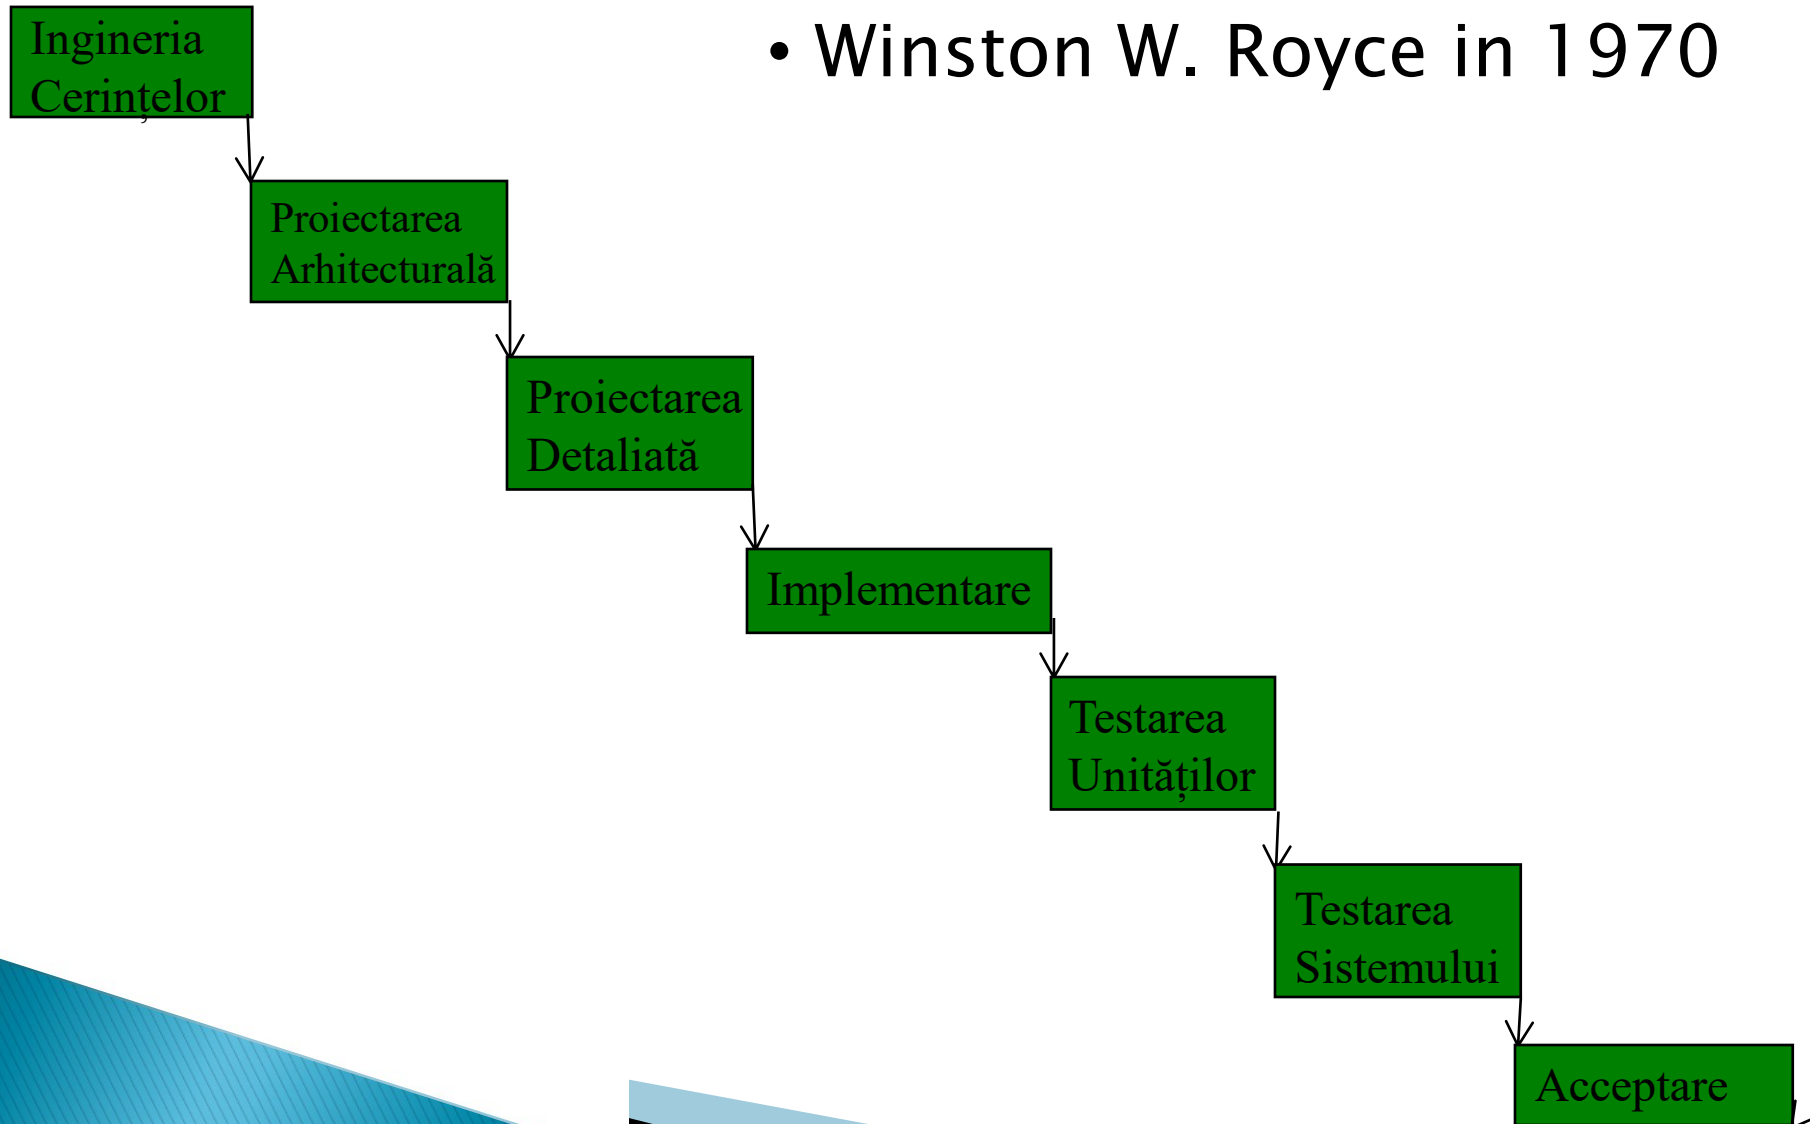 Ingineria
Cerințelor
• Winston W. Royce in 1970
Proiectarea
Arhitecturală
Proiectarea
Detaliată
Implementare
Testarea
Unităților
Testarea
Sistemului
Acceptare